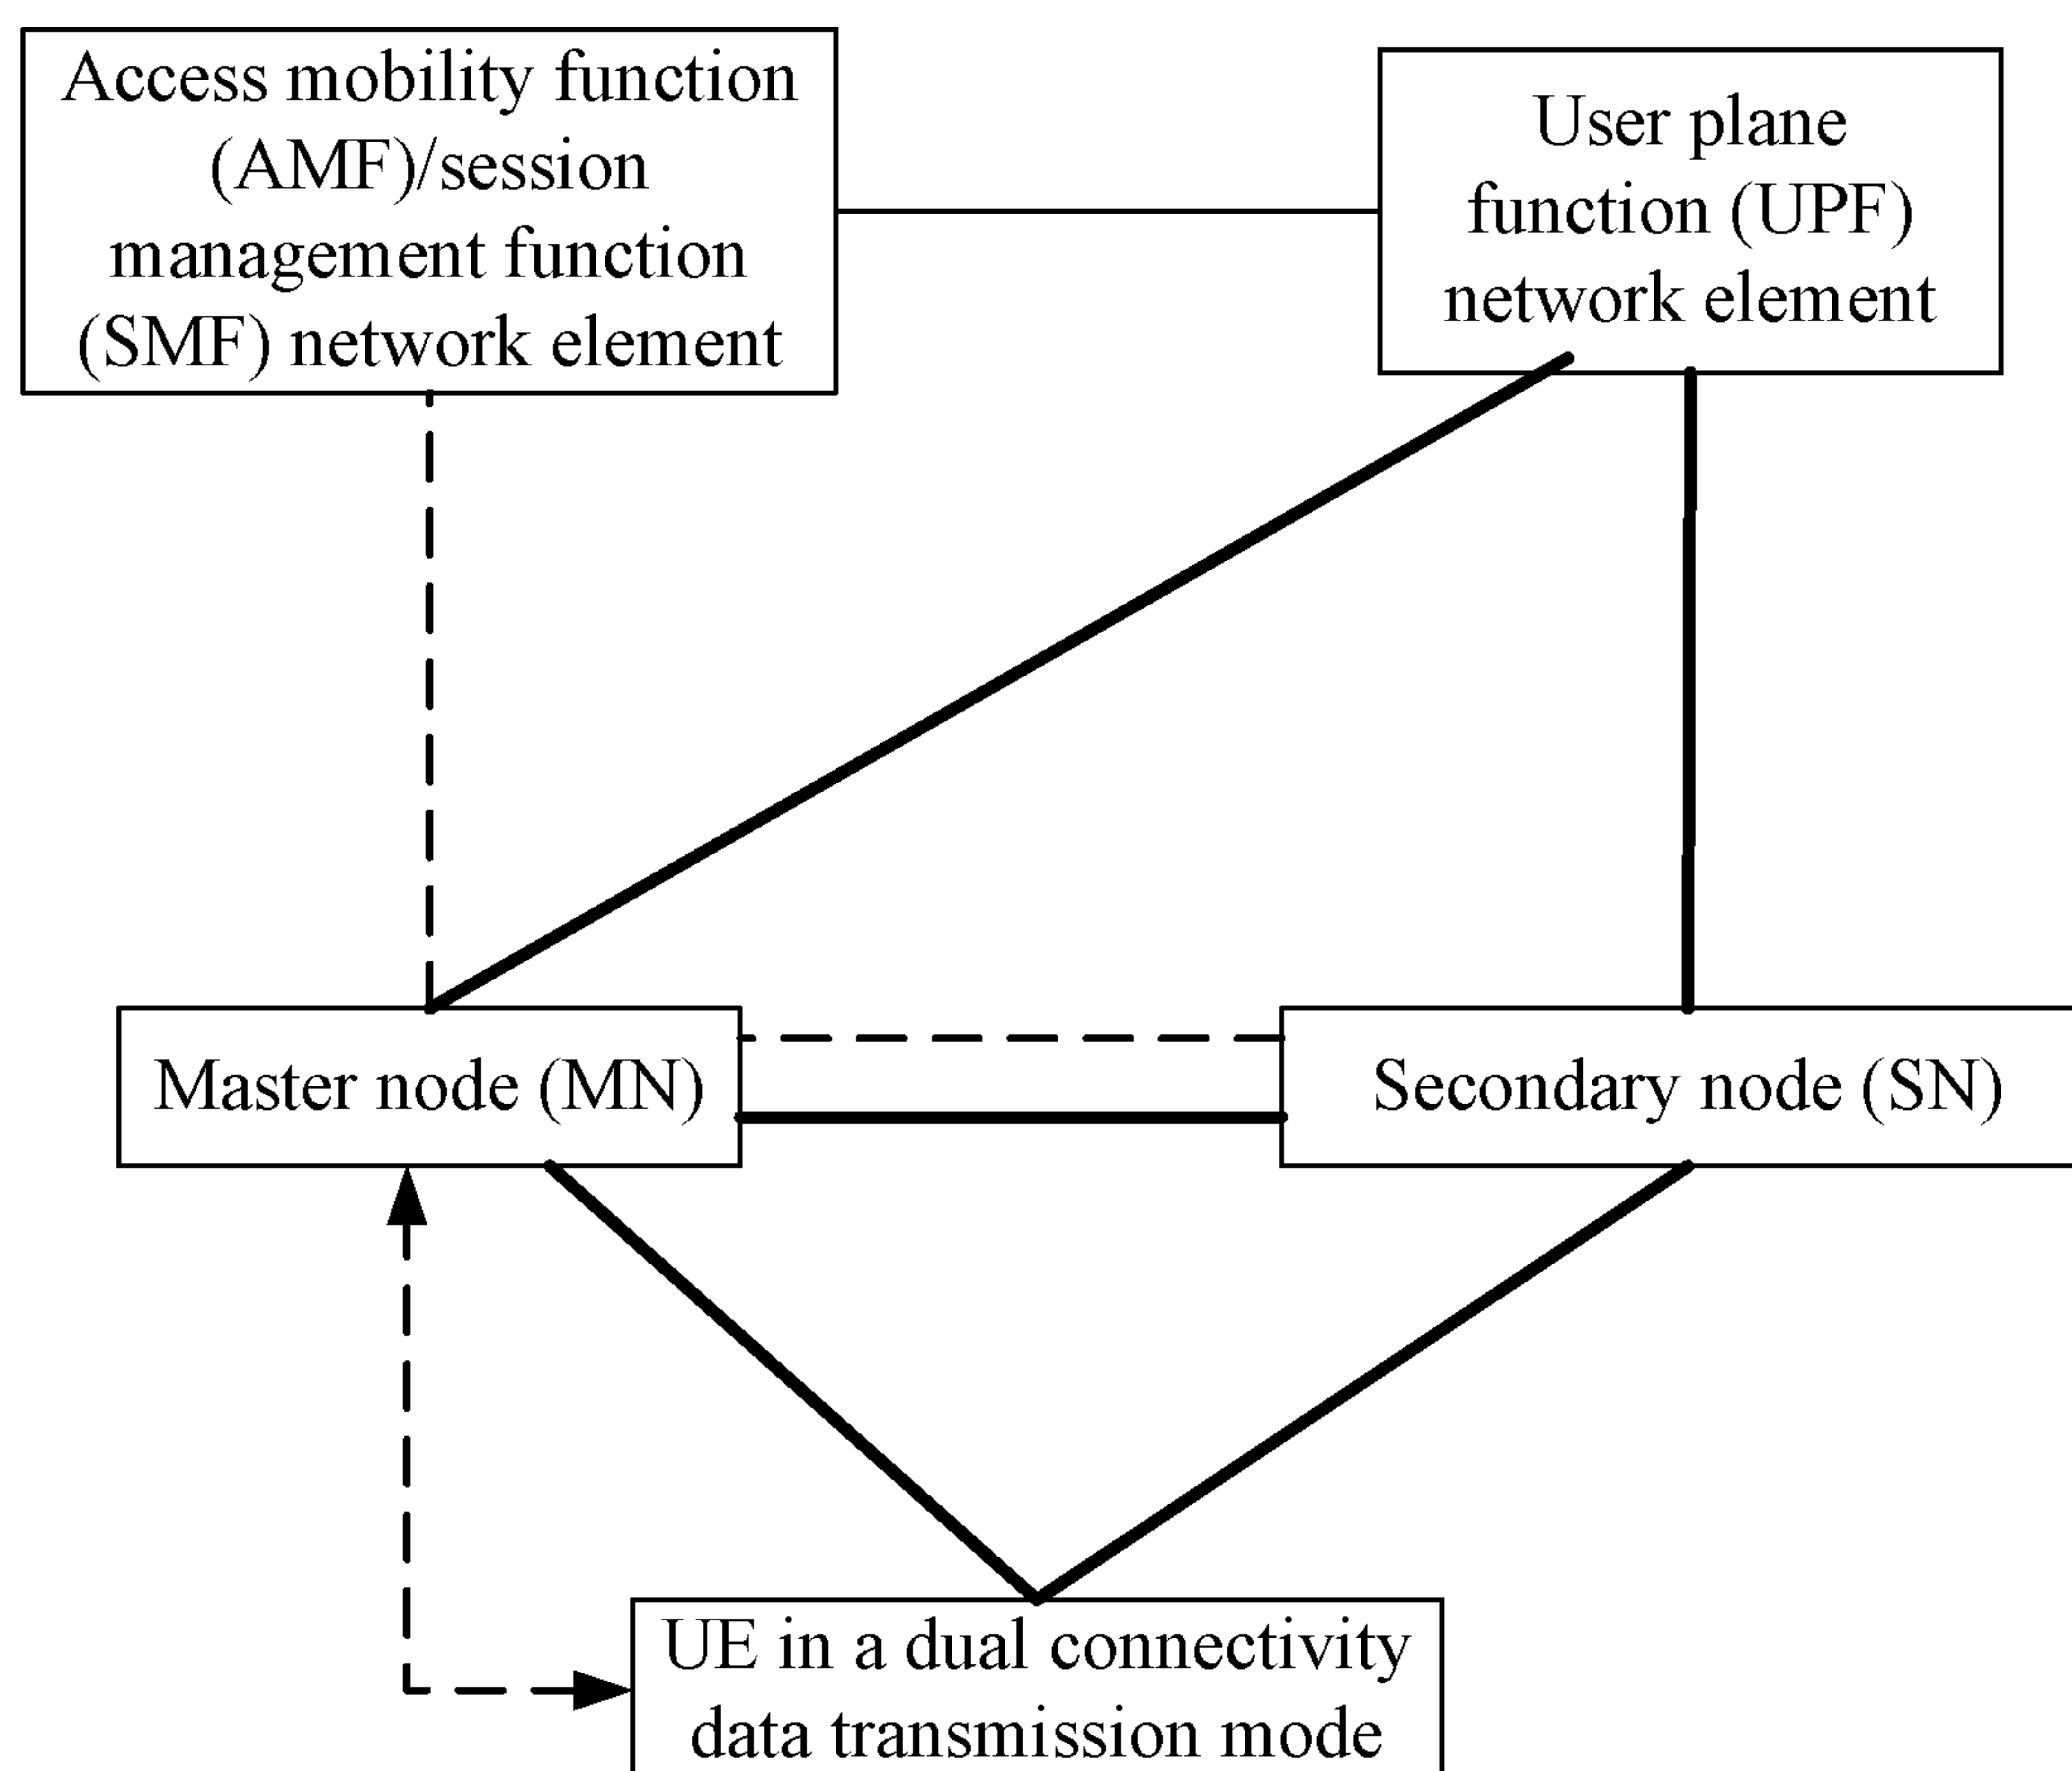 Access mobility function
(AMF)/session
management function
(SMF) network element
User plane
function (UPF)
network element
Master node (MN)
Secondary node (SN)
UE in a dual connectivity
data transmission mode